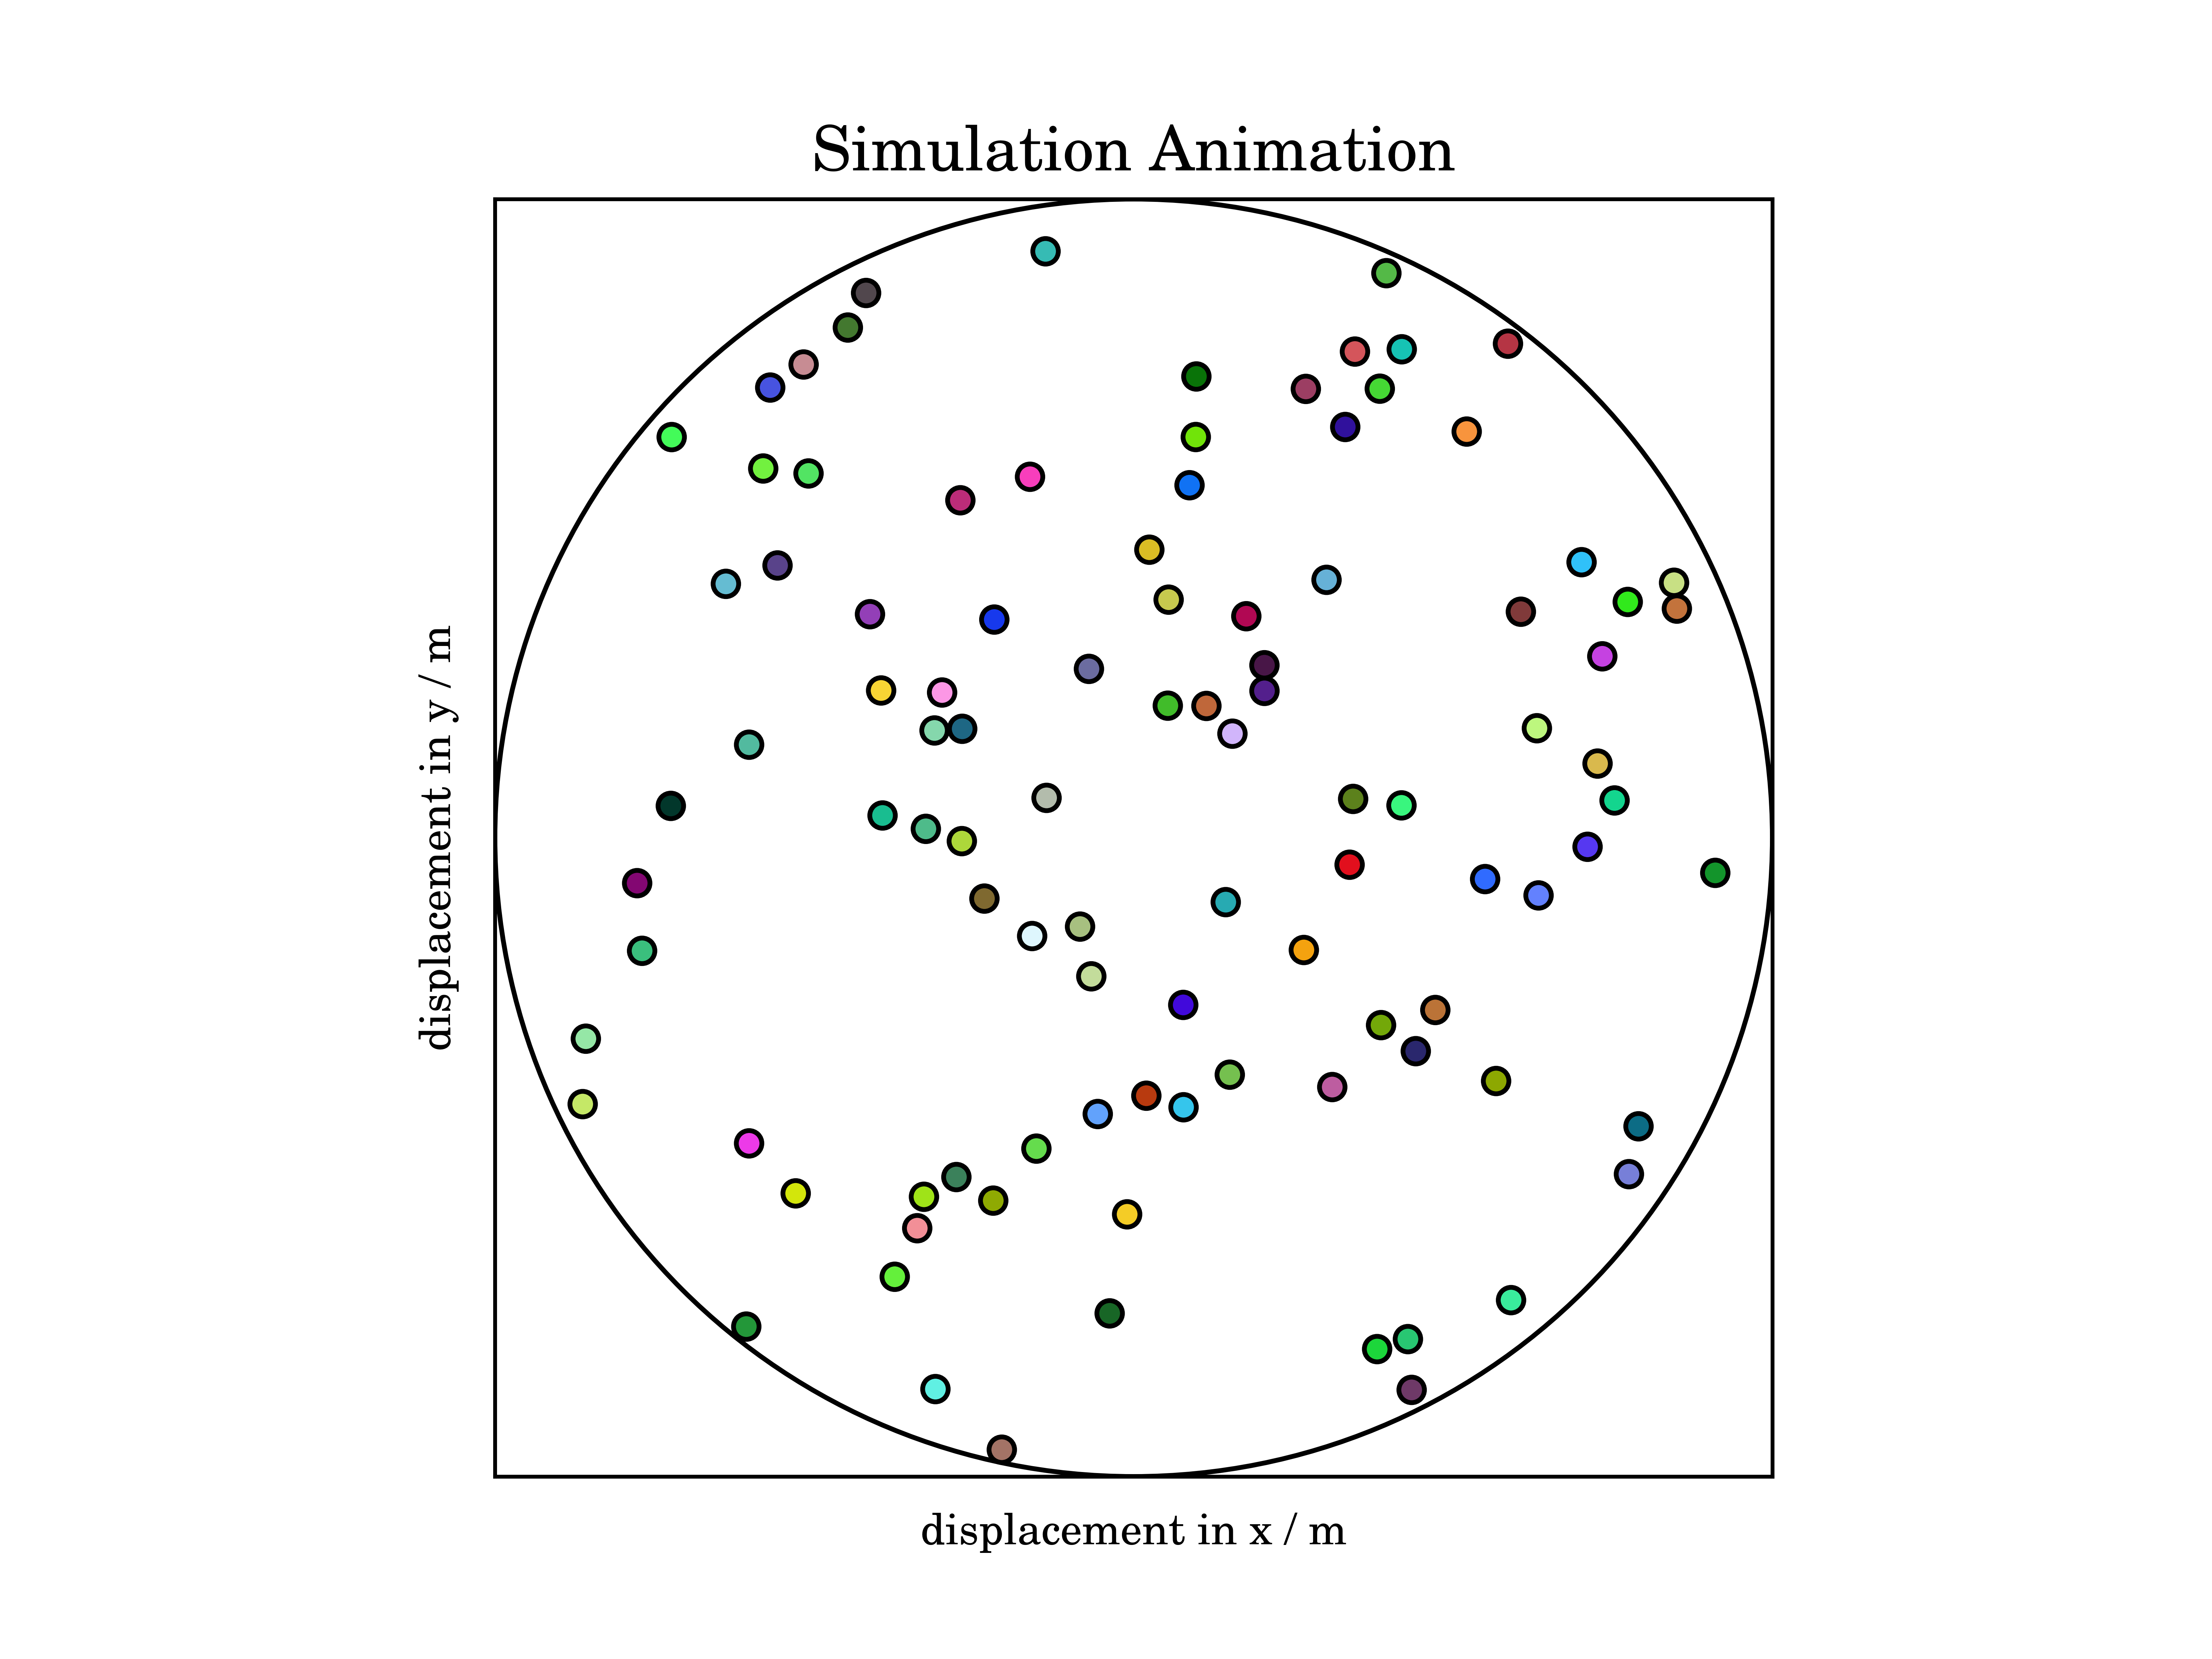 Simulation Animation
displacement in y / m
displacement in x / m